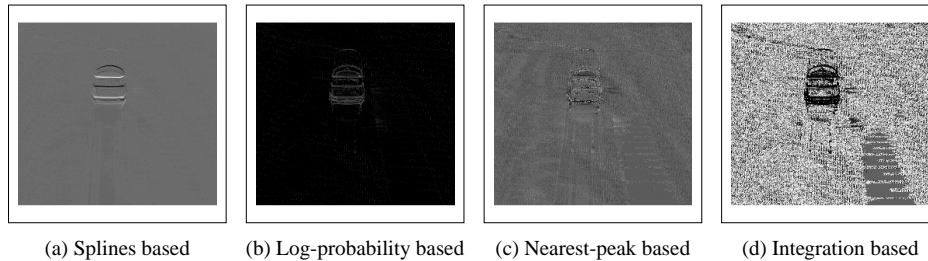 (a) Splines based
(b) Log-probability based
(c) Nearest-peak based
(d) Integration based